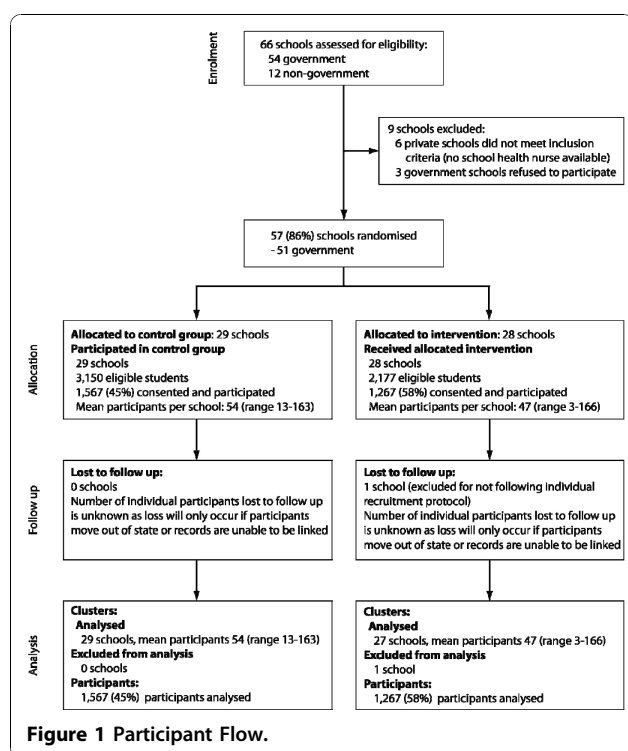 Enrolment
66 schools assessed for eligibility:
54 government
12 non-government
9 schools excluded:
6 private schools did not meet inclusion
criteria (no school health nurse available)
3 government schools refused to participate
57 (86%) schools randomised
- 51 government
Allocation
Allocated to control group: 29 schools
Participated in control group
29 schools
3,150 eligible students
1,567 (45%) consented and participated
Mean participants per school: 54 (range 13-163)
Allocated to intervention: 28 schools
Received allocated intervention
28 schools
2,177 eligible students
1,267 (58%) consented and participated
Mean participants per school: 47 (range 3-166)
Follow up
Lost to follow up:
0 schools
Number of individual participants lost to follow up
is unknown as loss will only occur if participants
move out of state or records are unable to be linked
Lost to follow up:
1 school (excluded for not following individual
recruitment protocol)
Number of individual participants lost to follow up
is unknown as loss will only occur if participants
move out of state or records are unable to be linked
Analysis
Clusters:
Analysed
29 schools, mean participants 54 (range 13-163)
Excluded from analysis
0 schools
Participants:
1,567 (45%) participants analysed
Clusters:
Analysed
27 schools, mean participants 47 (range 3-166)
Excluded from analysis
1 school
Participants:
1,267 (58%) participants analysed
Figure 1 Participant Flow.